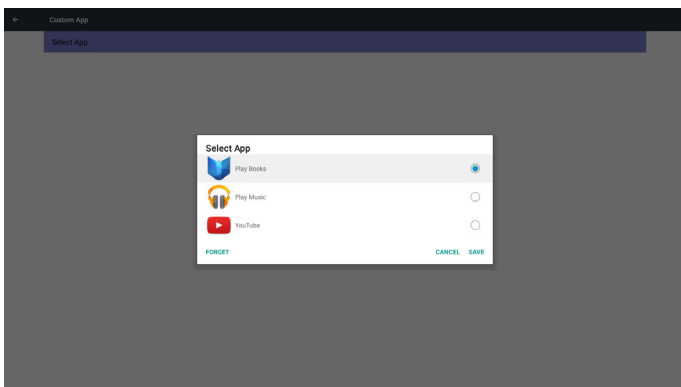 Custom App
Select App
Select App
Play Books
Play Music
YouTube
FORGET CANCEL SAVE